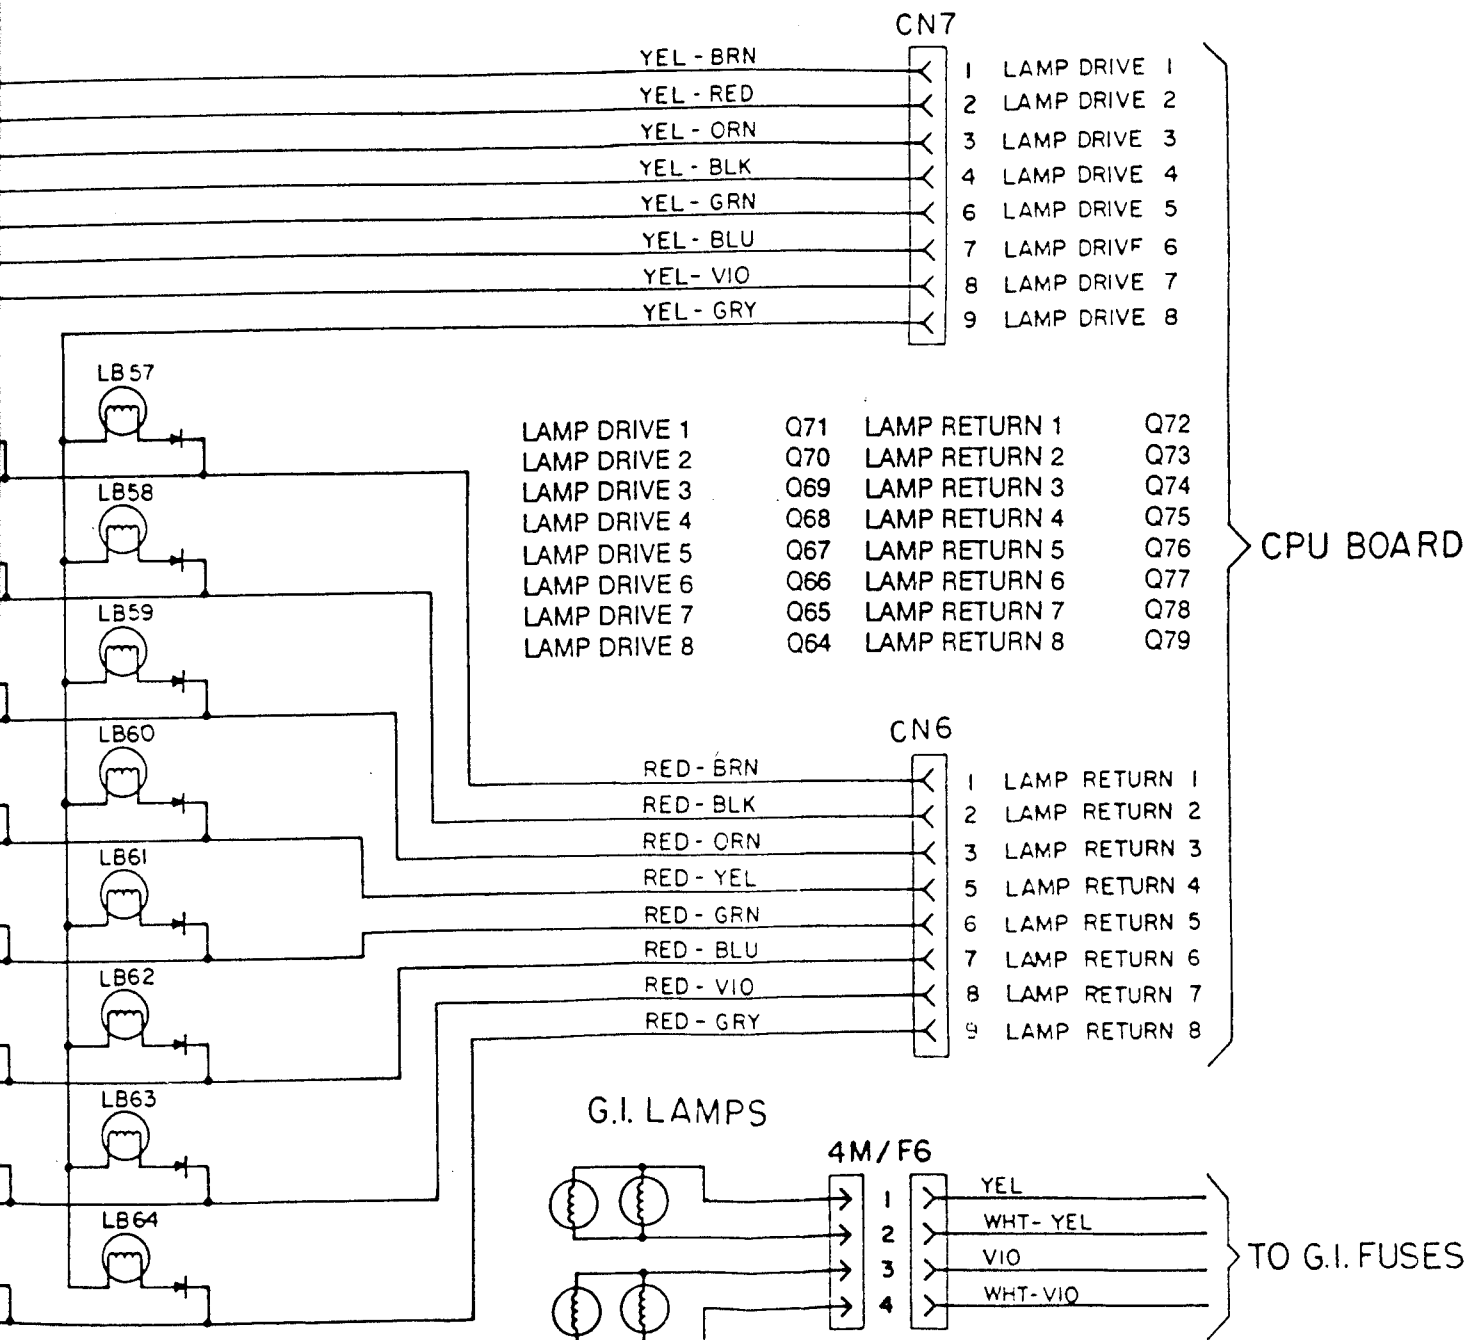 CN7
YEL - BRN 1 LAMP DRIVE 1
YEL - RED 2 LAMP DRIVE 2
YEL - ORN 3 LAMP DRIVE 3
YEL - BLK 4 LAMP DRIVE 4
YEL - GRN 6 LAMP DRIVE 5
YEL - BLU 7 LAMP DRIVE 6
YEL - VIO 8 LAMP DRIVE 7
YEL - GRY 9 LAMP DRIVE 8
LB57
LB58
LB59
LB60
LB61
LB62
LB63
LB64
LAMP DRIVE 1 Q71 LAMP RETURN 1 Q72
LAMP DRIVE 2 Q70 LAMP RETURN 2 Q73
LAMP DRIVE 3 Q69 LAMP RETURN 3 Q74
LAMP DRIVE 4 Q68 LAMP RETURN 4 Q75
LAMP DRIVE 5 Q67 LAMP RETURN 5 Q76
LAMP DRIVE 6 Q66 LAMP RETURN 6 Q77
LAMP DRIVE 7 Q65 LAMP RETURN 7 Q78
LAMP DRIVE 8 Q64 LAMP RETURN 8 Q79
CPU BOARD
CN6
RED - BRN 1 LAMP RETURN 1
RED - BLK 2 LAMP RETURN 2
RED - ORN 3 LAMP RETURN 3
RED - YEL 5 LAMP RETURN 4
RED - GRN 6 LAMP RETURN 5
RED - BLU 7 LAMP RETURN 6
RED - VIO 8 LAMP RETURN 7
RED - GRY 9 LAMP RETURN 8
G.I. LAMPS
4M/F6
1 YEL
2 WHT - YEL
3 VIO
4 WHT - VIO
TO G.I. FUSES